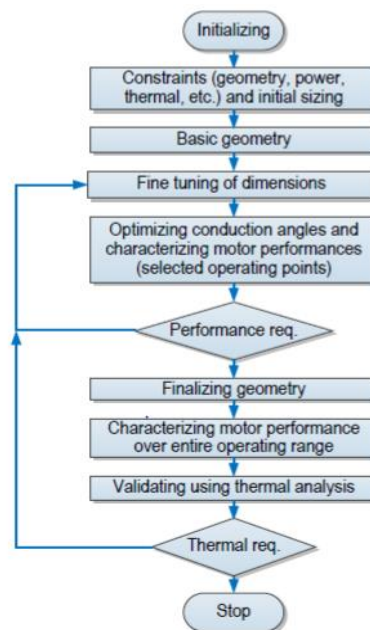 Initializing
Constraints (geometry, power,
thermal, etc.) and initial sizing
Basic geometry
Fine tuning of dimensions
Optimizing conduction angles and
characterizing motor performances
(selected operating points)
Performance req.
Finalizing geometry
Characterizing motor performance
over entire operating range
Validating using thermal analysis
Thermal req.
Stop